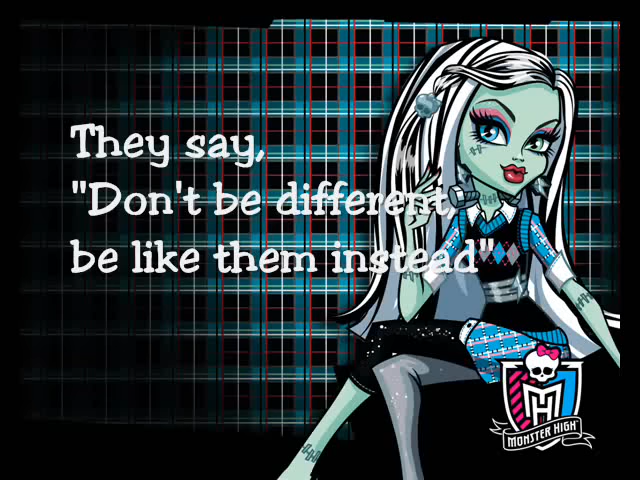 They say,
"Don't be different,
be like them instead"
MONSTER HIGH